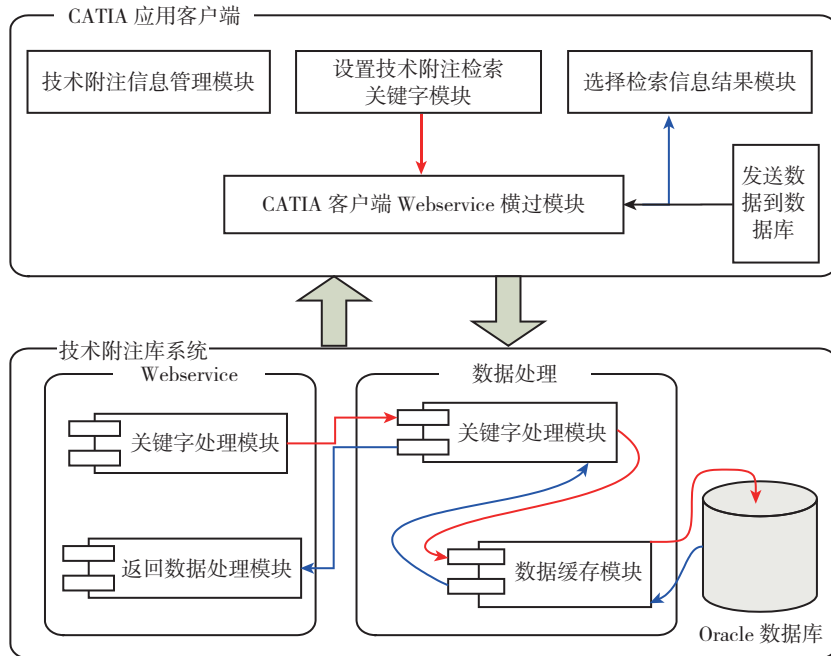 CATIA 应用客户端
技术附注信息管理模块
设置技术附注检索
关键字模块
选择检索信息结果模块
CATIA 客户端 Webservice 横过模块
发送数
据到数
据库
技术附注库系统
Webservice
数据处理
关键字处理模块
关键字处理模块
返回数据处理模块
数据缓存模块
Oracle 数据库